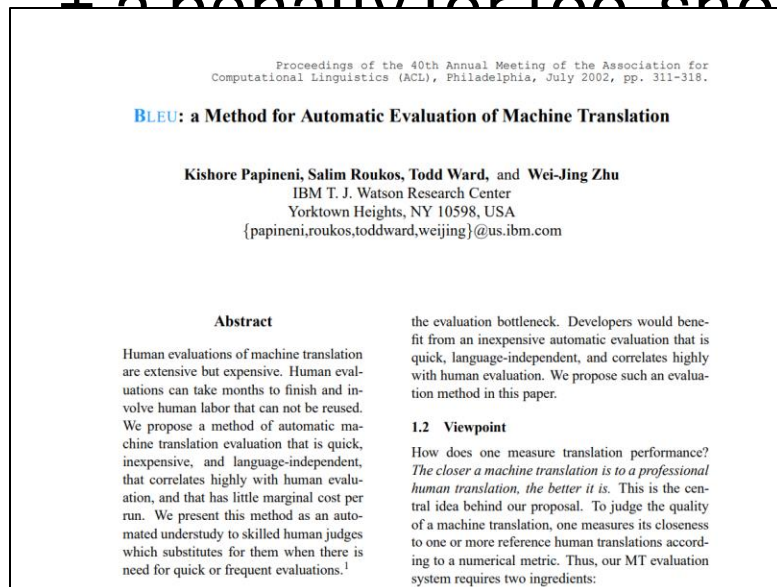 + a penalty for too sho
Proceedings of the 40th Annual Meeting of the Association for
Computational Linguistics (ACL), Philadelphia, July 2002, pp. 311-318.
BLEU: a Method for Automatic Evaluation of Machine Translation
Kishore Papineni, Salim Roukos, Todd Ward, and Wei-Jing Zhu
IBM T. J. Watson Research Center
Yorktown Heights, NY 10598, USA
{papineni,roukos,toddward,weijing}@us.ibm.com
Abstract
Human evaluations of machine translation
are extensive but expensive. Human eval-
uations can take months to finish and in-
volve human labor that can not be reused.
We propose a method of automatic ma-
chine translation evaluation that is quick,
inexpensive, and language-independent,
that correlates highly with human evalu-
ation, and that has little marginal cost per
run. We present this method as an auto-
mated understudy to skilled human judges
which substitutes for them when there is
need for quick or frequent evaluations.1
the evaluation bottleneck. Developers would bene-
fit from an inexpensive automatic evaluation that is
quick, language-independent, and correlates highly
with human evaluation. We propose such an evalua-
tion method in this paper.
1.2 Viewpoint
How does one measure translation performance?
The closer a machine translation is to a professional
human translation, the better it is. This is the cen-
tral idea behind our proposal. To judge the quality
of a machine translation, one measures its closeness
to one or more reference human translations accord-
ing to a numerical metric. Thus, our MT evaluation
system requires two ingredients: